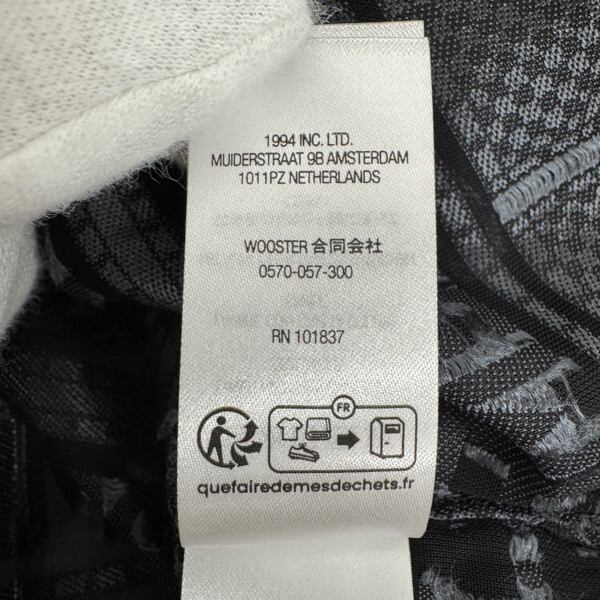 1994 INC. LTD.
MUIDERSTRAAT 9B AMSTERDAM
1011PZ NETHERLANDS
WOOSTER 合同会社
0570-057-300
RN 101837
FR
quefairedemesdechets.fr